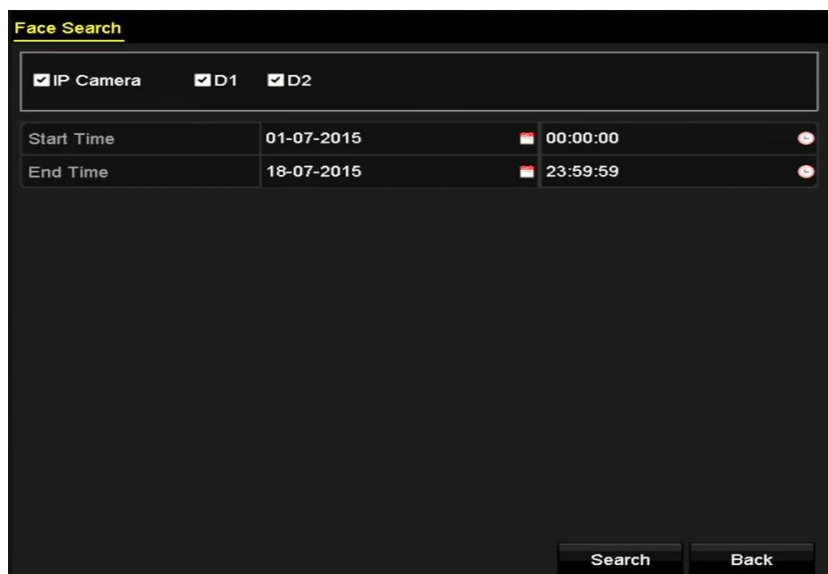 Face Search
IP Camera D1 D2
Start Time 01-07-2015 00:00:00
End Time 18-07-2015 23:59:59
Search Back